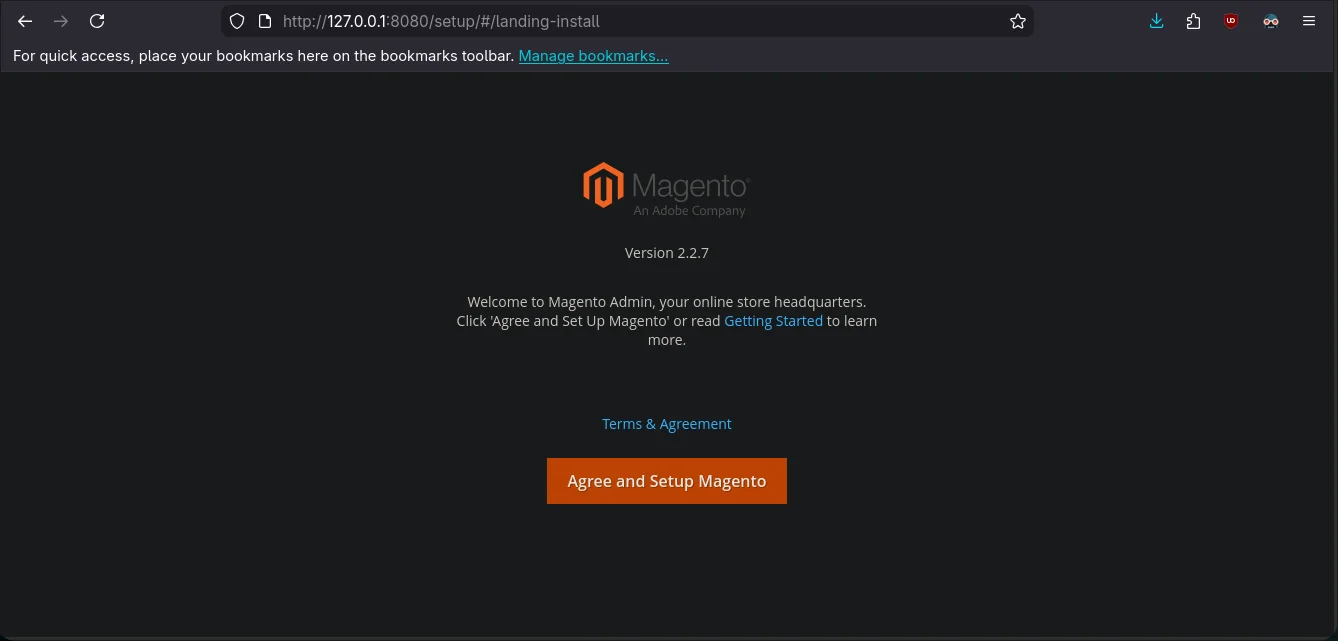 http://127.0.0.1:8080/setup/#/landing-install
For quick access, place your bookmarks here on the bookmarks toolbar. Manage bookmarks...
Magento
An Adobe Company
Version 2.2.7
Welcome to Magento Admin, your online store headquarters.
Click 'Agree and Set Up Magento' or read Getting Started to learn
more.
Terms & Agreement
Agree and Setup Magento